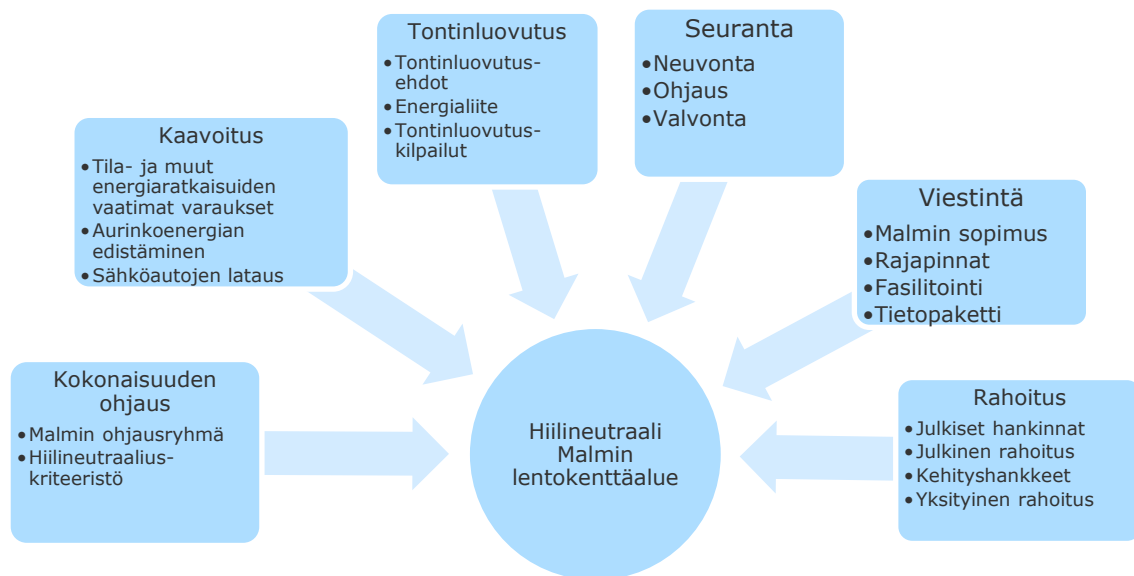 Kokonaisuuden
ohjaus
•Malmin ohjausryhmä
•Hiilineutraalius-
kriteeristö
Kaavoitus
•Tila- ja muut
energiaratkaisuiden
vaatimat varaukset
•Aurinkoenergian
edistäminen
•Sähköautojen lataus
Tontinluovutus
•Tontinluovutus-
ehdot
•Energialiite
•Tontinluovutus-
kilpailut
Seuranta
•Neuvonta
•Ohjaus
•Valvonta
Viestintä
•Malmin sopimus
•Rajapinnat
•Fasilitointi
•Tietopaketti
Rahoitus
•Julkiset hankinnat
•Julkinen rahoitus
•Kehityshankkeet
•Yksityinen rahoitus
Hiilineutraali
Malmin
lentokenttäalue